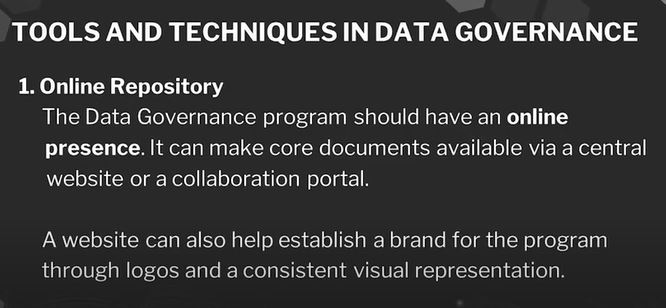 TOOLS AND TECHNIQUES IN DATA GOVERNANCE
1. Online Repository
The Data Governance program should have an online
presence. It can make core documents available via a central
website or a collaboration portal.
A website can also help establish a brand for the program
through logos and a consistent visual representation.